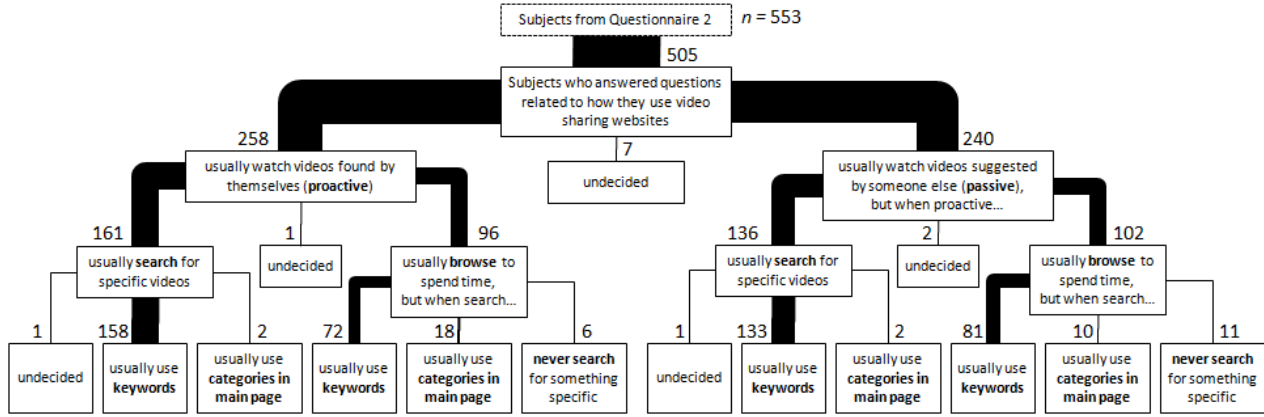 Subjects from Questionnaire 2
n = 553
505
Subjects who answered questions
related to how they use video
sharing websites
258
7
240
usually watch videos found by
themselves (proactive)
undecided
usually watch videos suggested
by someone else (passive),
but when proactive...
161
1
96
136
2
102
usually search for
specific videos
undecided
usually browse to
spend time,
but when search...
usually search for
specific videos
undecided
usually browse to
spend time,
but when search...
1
158
2
72
18
6
1
133
2
81
10
11
undecided
usually use
keywords
usually use
categories in
main page
usually use
keywords
usually use
categories in
main page
never search
for something
specific
undecided
usually use
keywords
usually use
categories in
main page
usually use
keywords
usually use
categories in
main page
never search
for something
specific